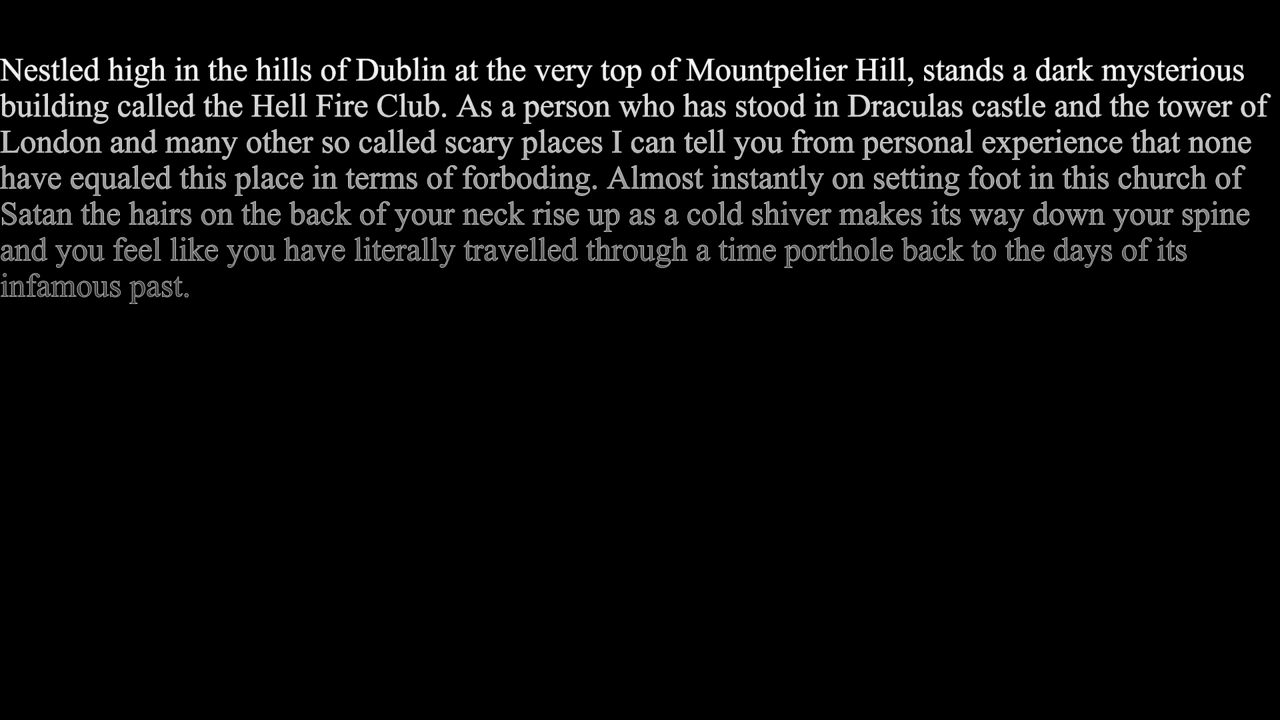 Nestled high in the hills of Dublin at the very top of Mountpelier Hill, stands a dark mysterious
building called the Hell Fire Club. As a person who has stood in Draculas castle and the tower of
London and many other so called scary places I can tell you from personal experience that none
have equaled this place in terms of forboding. Almost instantly on setting foot in this church of
Satan the hairs on the back of your neck rise up as a cold shiver makes its way down your spine
and you feel like you have literally travelled through a time porthole back to the days of its
infamous past.